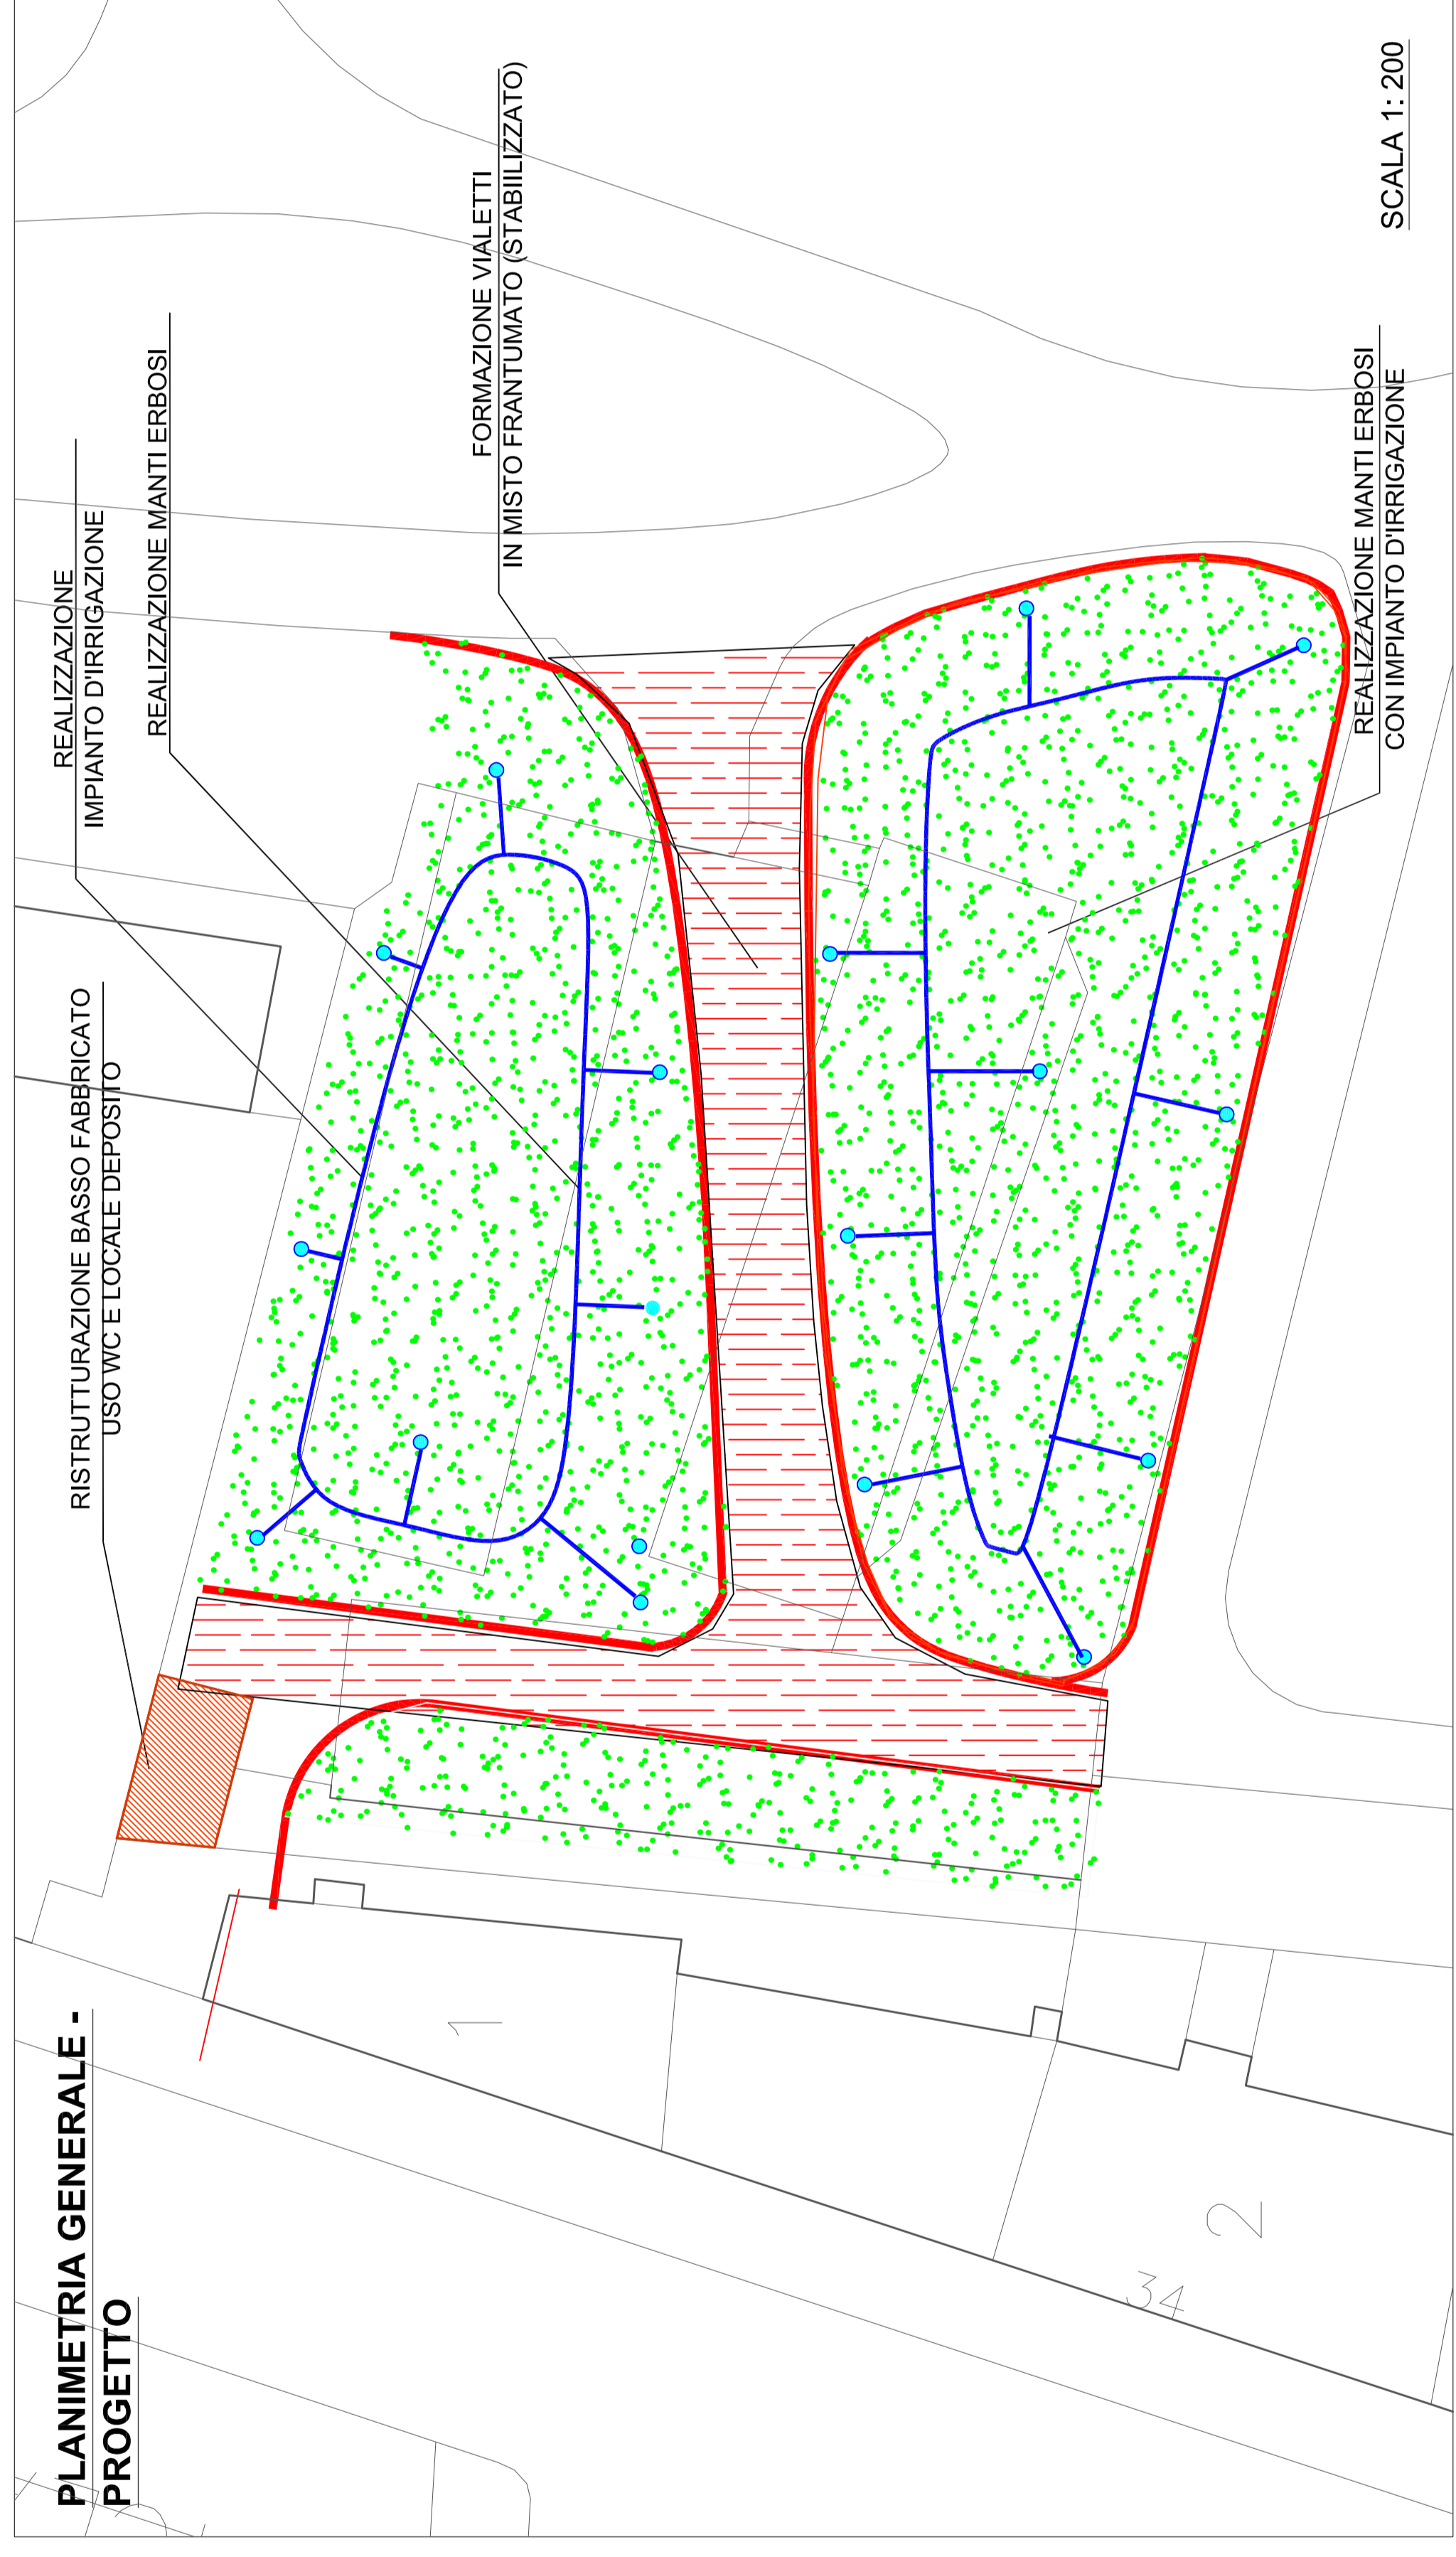 PLANIMETRIA GENERALE -
PROGETTO
RISTRUTTURAZIONE BASSO FABBRICATO
USO WC E LOCALE DEPOSITO
REALIZZAZIONE
IMPIANTO D'IRRIGAZIONE
REALIZZAZIONE MANTI ERBOSI
FORMAZIONE VIALETTI
IN MISTO FRANTUMATO (STABIILIZZATO)
REALIZZAZIONE MANTI ERBOSI
CON IMPIANTO D'IRRIGAZIONE
SCALA 1: 200
1
2
34